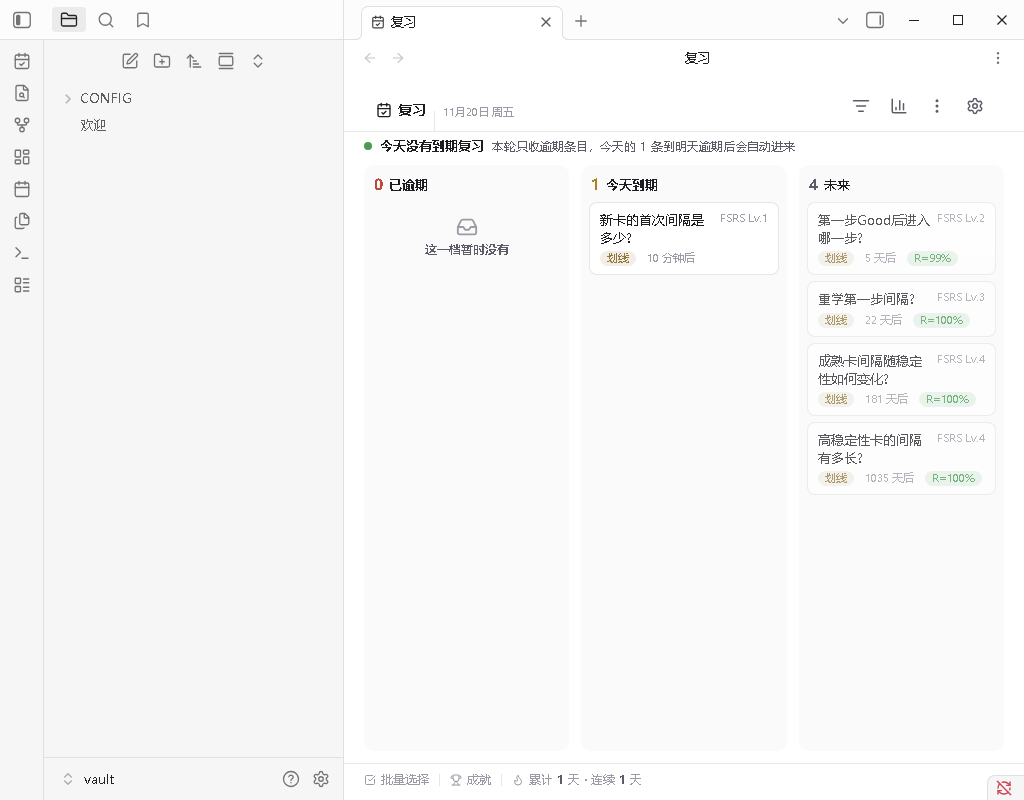 复习
复习
CONFIG
欢迎
复习
11月20日 周五
今天没有到期复习 本轮只收逾期条目，今天的 1 条到明天逾期后会自动进来
0 已逾期
这一档暂时没有
1 今天到期
新卡的首次间隔是多少?
FSRS Lv.1
划线 10 分钟后
4 未来
第一步Good后进入哪一步?
FSRS Lv.2
划线 5 天后 R=99%
重学第一步间隔?
FSRS Lv.3
划线 22 天后 R=100%
成熟卡间隔随稳定性如何变化?
FSRS Lv.4
划线 181 天后 R=100%
高稳定性卡的间隔有多长?
FSRS Lv.4
划线 1035 天后 R=100%
vault
批量选择 成就 累计 1 天 · 连续 1 天